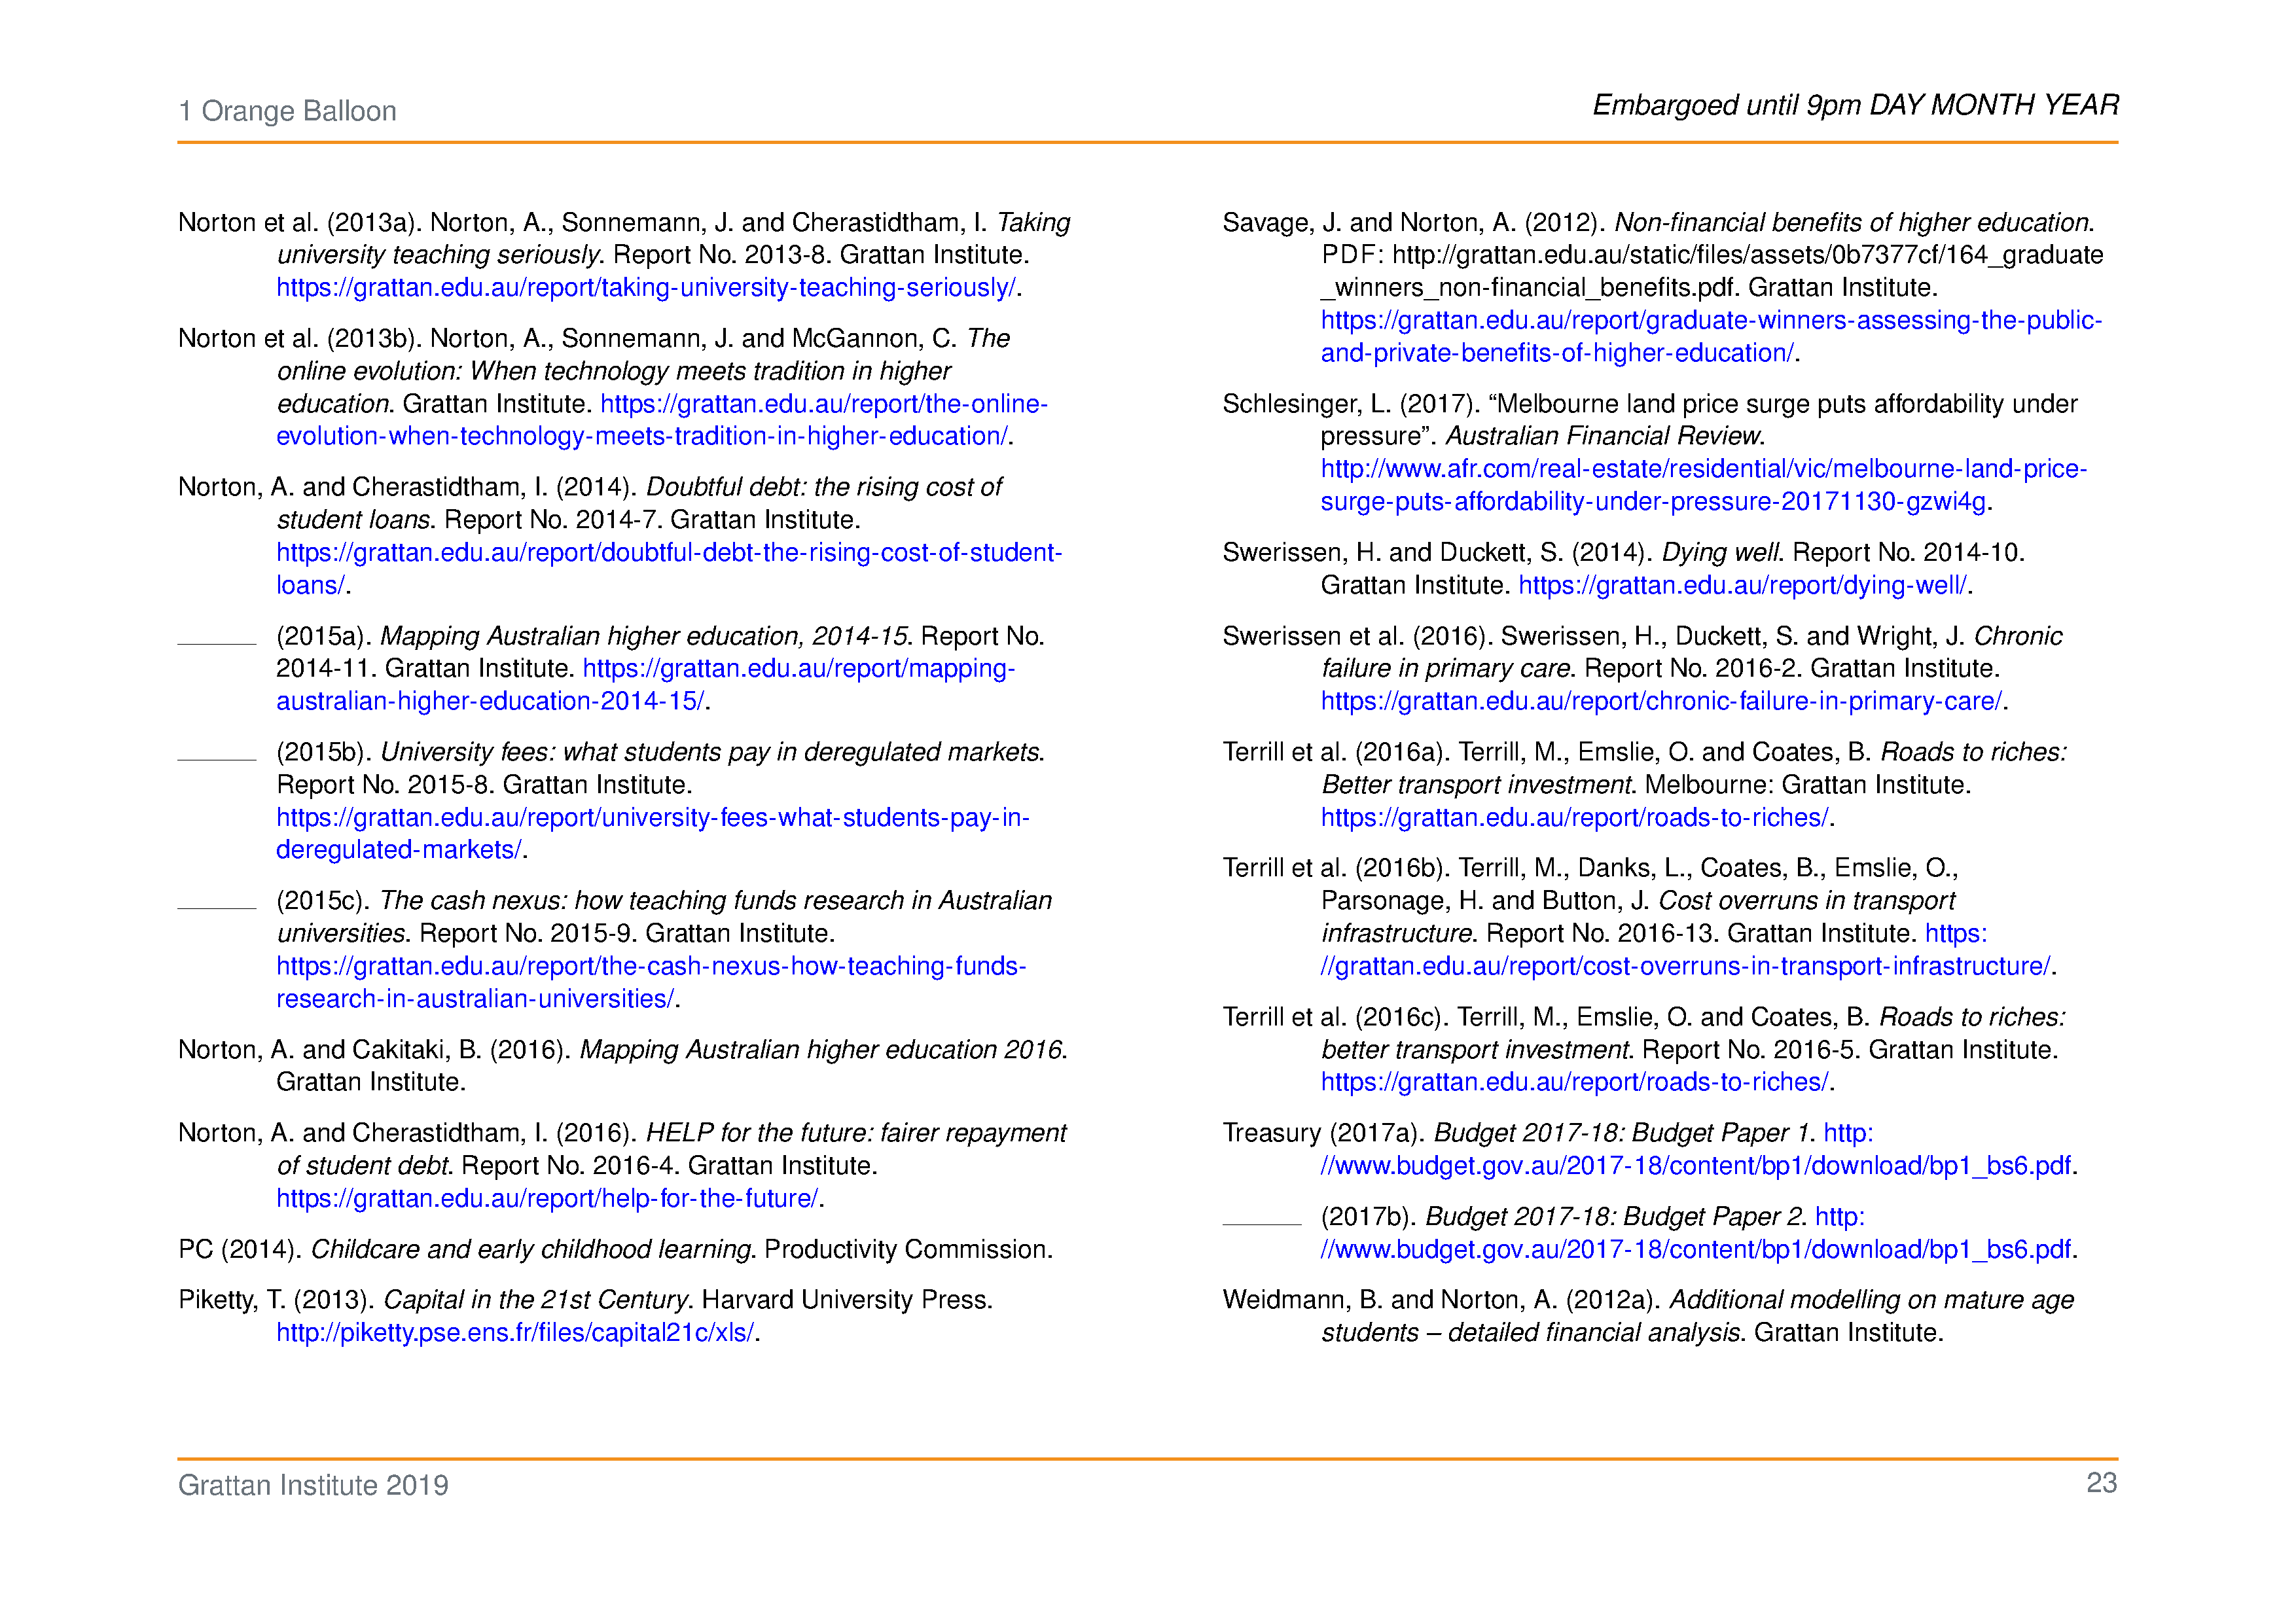 1 Orange Balloon
Embargoed until 9pm DAY MONTH YEAR
Norton et al. (2013a). Norton, A., Sonnemann, J. and Cherastidtham, I. Taking
university teaching seriously. Report No. 2013-8. Grattan Institute.
https://grattan.edu.au/report/taking-university-teaching-seriously/.
Norton et al. (2013b). Norton, A., Sonnemann, J. and McGannon, C. The
online evolution: When technology meets tradition in higher
education. Grattan Institute. https://grattan.edu.au/report/the-online-
evolution-when-technology-meets-tradition-in-higher-education/.
Norton, A. and Cherastidtham, I. (2014). Doubtful debt: the rising cost of
student loans. Report No. 2014-7. Grattan Institute.
https://grattan.edu.au/report/doubtful-debt-the-rising-cost-of-student-
loans/.
(2015a). Mapping Australian higher education, 2014-15. Report No.
2014-11. Grattan Institute. https://grattan.edu.au/report/mapping-
australian-higher-education-2014-15/.
(2015b). University fees: what students pay in deregulated markets.
Report No. 2015-8. Grattan Institute.
https://grattan.edu.au/report/university-fees-what-students-pay-in-
deregulated-markets/.
(2015c). The cash nexus: how teaching funds research in Australian
universities. Report No. 2015-9. Grattan Institute.
https://grattan.edu.au/report/the-cash-nexus-how-teaching-funds-
research-in-australian-universities/.
Norton, A. and Cakitaki, B. (2016). Mapping Australian higher education 2016.
Grattan Institute.
Norton, A. and Cherastidtham, I. (2016). HELP for the future: fairer repayment
of student debt. Report No. 2016-4. Grattan Institute.
https://grattan.edu.au/report/help-for-the-future/.
PC (2014). Childcare and early childhood learning. Productivity Commission.
Piketty, T. (2013). Capital in the 21st Century. Harvard University Press.
http://piketty.pse.ens.fr/files/capital21c/xls/.
Savage, J. and Norton, A. (2012). Non-financial benefits of higher education.
PDF: http://grattan.edu.au/static/files/assets/0b7377cf/164_graduate
_winners_non-financial_benefits.pdf. Grattan Institute.
https://grattan.edu.au/report/graduate-winners-assessing-the-public-
and-private-benefits-of-higher-education/.
Schlesinger, L. (2017). “Melbourne land price surge puts affordability under
pressure”. Australian Financial Review.
http://www.afr.com/real-estate/residential/vic/melbourne-land-price-
surge-puts-affordability-under-pressure-20171130-gzwi4g.
Swerissen, H. and Duckett, S. (2014). Dying well. Report No. 2014-10.
Grattan Institute. https://grattan.edu.au/report/dying-well/.
Swerissen et al. (2016). Swerissen, H., Duckett, S. and Wright, J. Chronic
failure in primary care. Report No. 2016-2. Grattan Institute.
https://grattan.edu.au/report/chronic-failure-in-primary-care/.
Terrill et al. (2016a). Terrill, M., Emslie, O. and Coates, B. Roads to riches:
Better transport investment. Melbourne: Grattan Institute.
https://grattan.edu.au/report/roads-to-riches/.
Terrill et al. (2016b). Terrill, M., Danks, L., Coates, B., Emslie, O.,
Parsonage, H. and Button, J. Cost overruns in transport
infrastructure. Report No. 2016-13. Grattan Institute. https:
//grattan.edu.au/report/cost-overruns-in-transport-infrastructure/.
Terrill et al. (2016c). Terrill, M., Emslie, O. and Coates, B. Roads to riches:
better transport investment. Report No. 2016-5. Grattan Institute.
https://grattan.edu.au/report/roads-to-riches/.
Treasury (2017a). Budget 2017-18: Budget Paper 1. http:
//www.budget.gov.au/2017-18/content/bp1/download/bp1_bs6.pdf.
(2017b). Budget 2017-18: Budget Paper 2. http:
//www.budget.gov.au/2017-18/content/bp1/download/bp1_bs6.pdf.
Weidmann, B. and Norton, A. (2012a). Additional modelling on mature age
students – detailed financial analysis. Grattan Institute.
Grattan Institute 2019
23